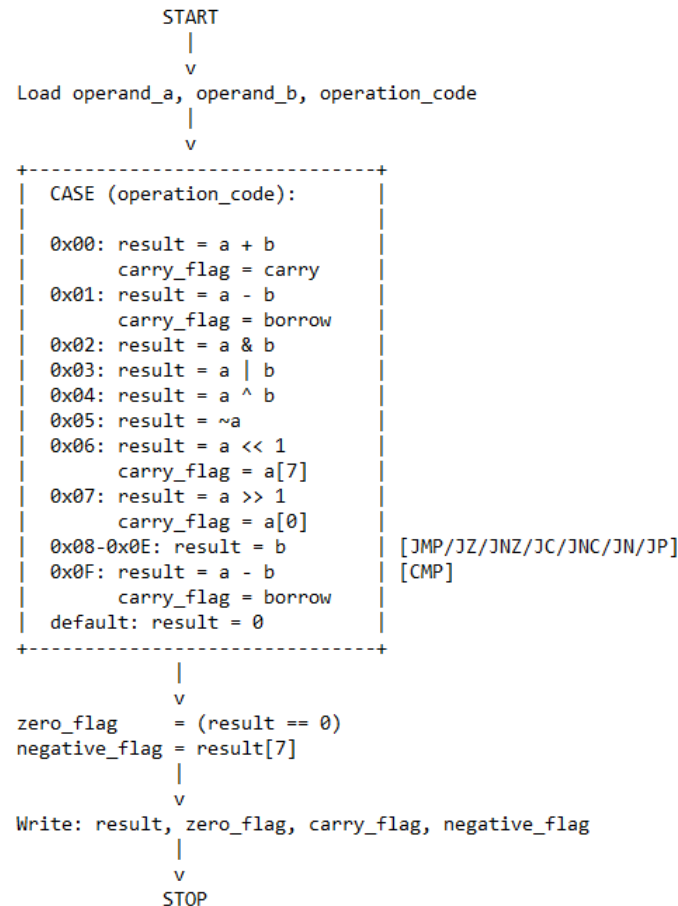 START
|
v
Load operand_a, operand_b, operation_code
|
v
+-------------------------------+
| CASE (operation_code): |
| |
| 0x00: result = a + b |
| carry_flag = carry |
| 0x01: result = a - b |
| carry_flag = borrow |
| 0x02: result = a & b |
| 0x03: result = a | b |
| 0x04: result = a ^ b |
| 0x05: result = ~a |
| 0x06: result = a << 1 |
| carry_flag = a[7] |
| 0x07: result = a >> 1 |
| carry_flag = a[0] |
| 0x08-0x0E: result = b | [JMP/JZ/JNZ/JC/JNC/JN/JP]
| 0x0F: result = a - b | [CMP]
| carry_flag = borrow |
| default: result = 0 |
+-------------------------------+
|
v
zero_flag = (result == 0)
negative_flag = result[7]
|
v
Write: result, zero_flag, carry_flag, negative_flag
|
v
STOP